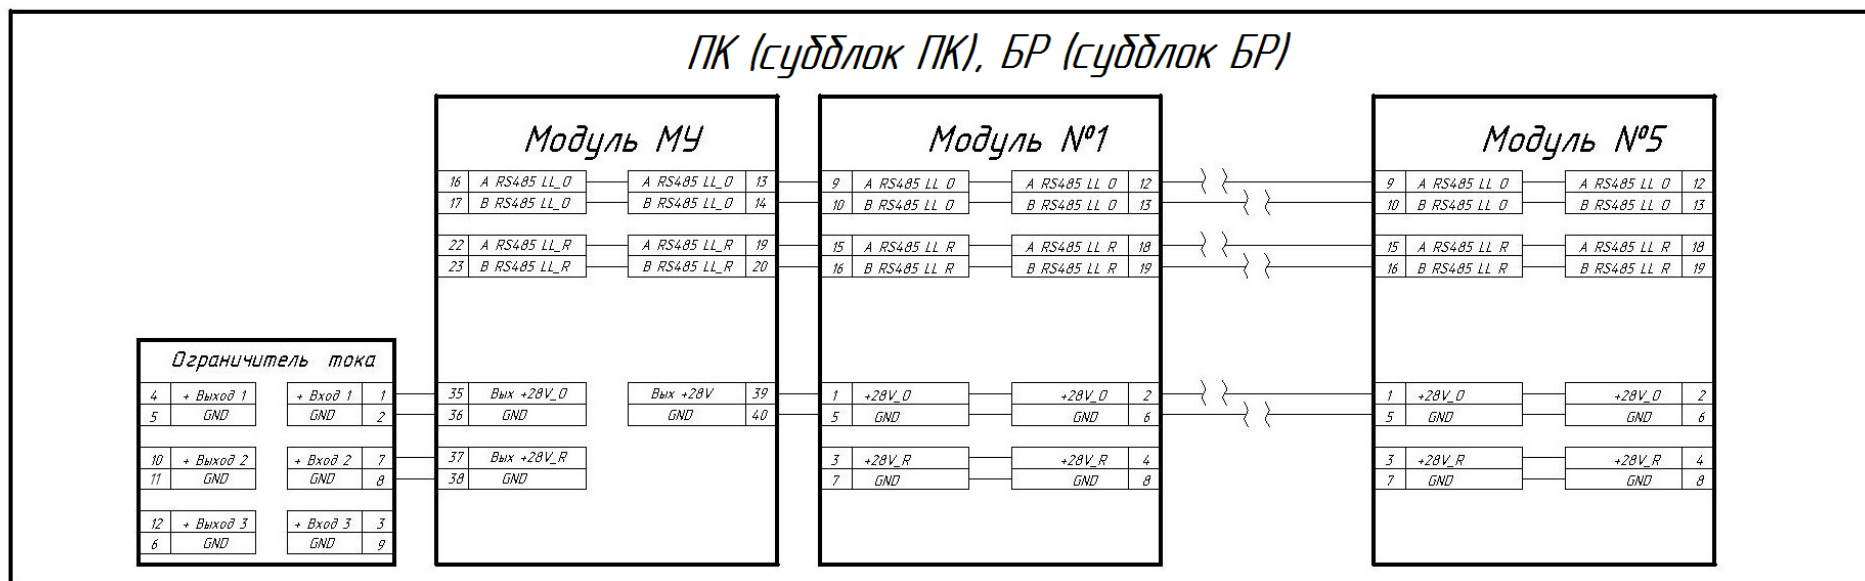 ПК (субблок ПК), БР (субблок БР)
Модуль МУ
16 A RS485 LL_O A RS485 LL_O 13
17 B RS485 LL_O B RS485 LL_O 14
22 A RS485 LL_R A RS485 LL_R 19
23 B RS485 LL_R B RS485 LL_R 20
35 Вых +28V_O Вых +28V 39
36 GND GND 40
37 Вых +28V_R
38 GND
Модуль №1
9 A RS485 LL O A RS485 LL O 12
10 B RS485 LL O B RS485 LL O 13
15 A RS485 LL R A RS485 LL R 18
16 B RS485 LL R B RS485 LL R 19
1 +28V_O +28V_O 2
5 GND GND 6
3 +28V_R +28V_R 4
7 GND GND 8
Модуль №5
9 A RS485 LL O A RS485 LL O 12
10 B RS485 LL O B RS485 LL O 13
15 A RS485 LL R A RS485 LL R 18
16 B RS485 LL R B RS485 LL R 19
1 +28V_O +28V_O 2
5 GND GND 6
3 +28V_R +28V_R 4
7 GND GND 8
Ограничитель тока
4 + Выход 1 + Вход 1 1
5 GND GND 2
10 + Выход 2 + Вход 2 7
11 GND GND 8
12 + Выход 3 + Вход 3 3
6 GND GND 9